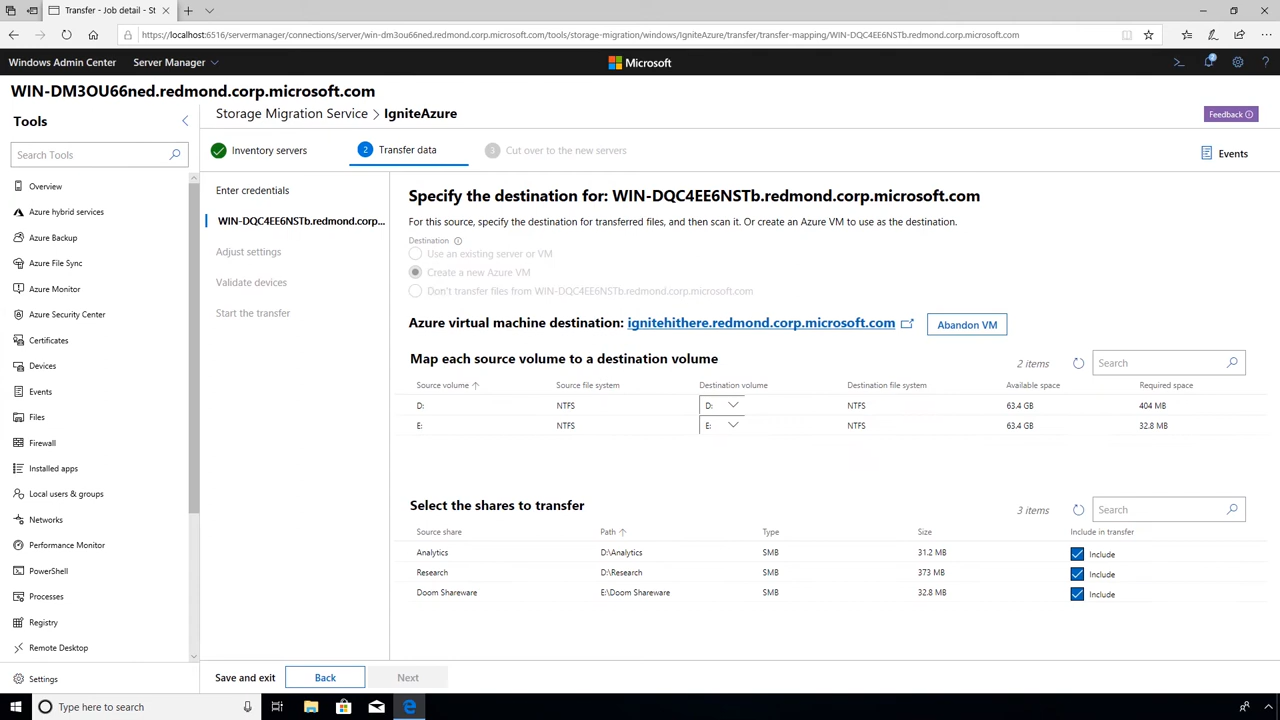 Transfer - Job detail - St
https://localhost:6516/servermanager/connections/server/win-dm3ou66ned.redmond.corp.microsoft.com/tools/storage-migration/windows/IgniteAzure/transfer/transfer-mapping/WIN-DQC4EE6NSTb.redmond.corp.microsoft.com
Windows Admin Center
Server Manager
Microsoft
2
WIN-DM3OU66ned.redmond.corp.microsoft.com
Tools
Search Tools
Overview
Azure hybrid services
Azure Backup
Azure File Sync
Azure Monitor
Azure Security Center
Certificates
Devices
Events
Files
Firewall
Installed apps
Local users & groups
Networks
Performance Monitor
PowerShell
Processes
Registry
Remote Desktop
Settings
Storage Migration Service > IgniteAzure
Feedback
Inventory servers
2 Transfer data
3 Cut over to the new servers
Events
Enter credentials
WIN-DQC4EE6NSTb.redmond.corp...
Adjust settings
Validate devices
Start the transfer
Specify the destination for: WIN-DQC4EE6NSTb.redmond.corp.microsoft.com
For this source, specify the destination for transferred files, and then scan it. Or create an Azure VM to use as the destination.
Destination
Use an existing server or VM
Create a new Azure VM
Don't transfer files from WIN-DQC4EE6NSTb.redmond.corp.microsoft.com
Azure virtual machine destination: ignitehithere.redmond.corp.microsoft.com
Abandon VM
Map each source volume to a destination volume
2 items
Search
Source volume Source file system Destination volume Destination file system Available space Required space
D: NTFS D: NTFS 63.4 GB 404 MB
E: NTFS E: NTFS 63.4 GB 32.8 MB
Select the shares to transfer
3 items
Search
Source share Path Type Size Include in transfer
Analytics D:\Analytics SMB 31.2 MB Include
Research D:\Research SMB 373 MB Include
Doom Shareware E:\Doom Shareware SMB 32.8 MB Include
Save and exit
Back
Next
Type here to search